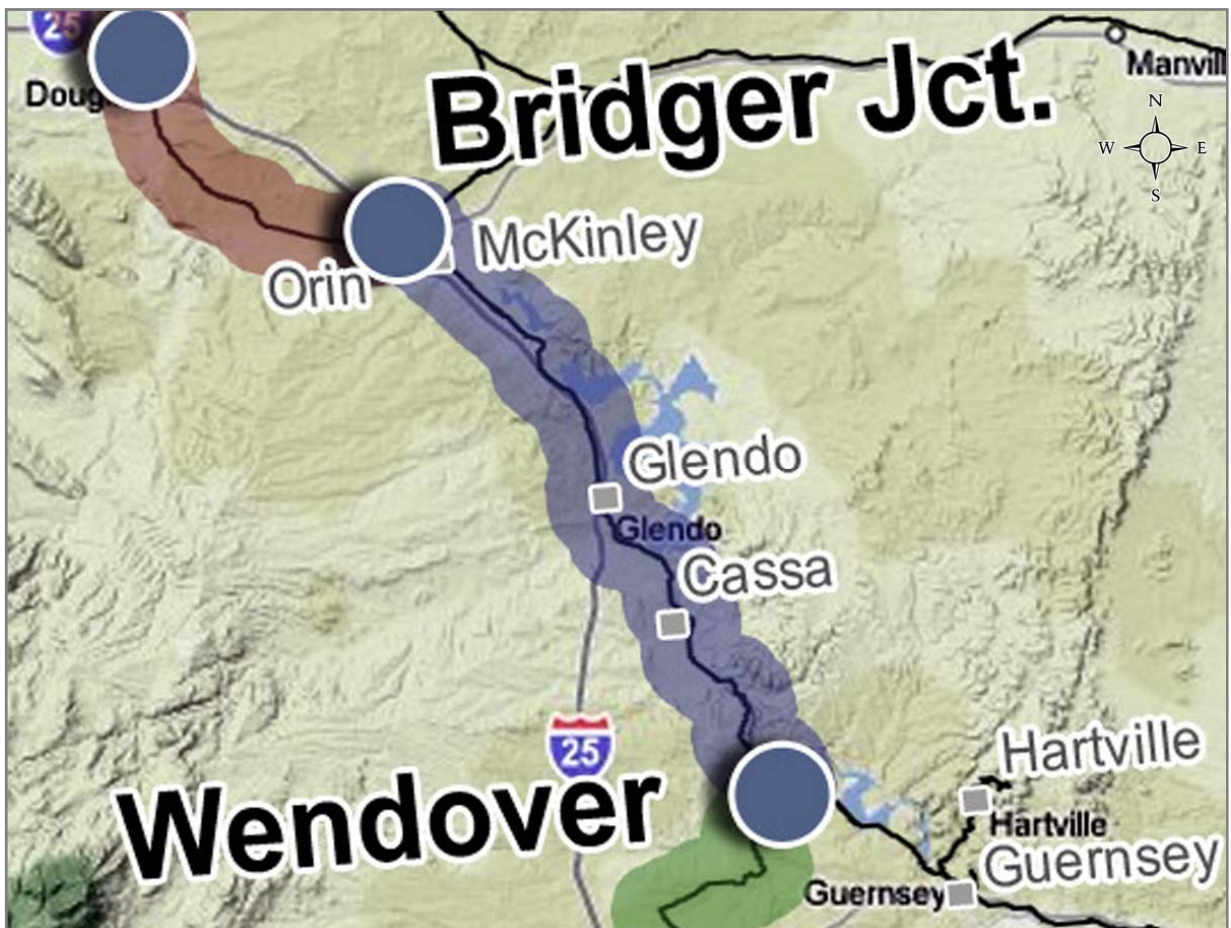 25
Doug
Manvill
Bridger Jct.
N
W E
S
McKinley
Orin
Glendo
Glendo
Cassa
25
Wendover
Hartville
Hartville
Guernsey
Guernsey